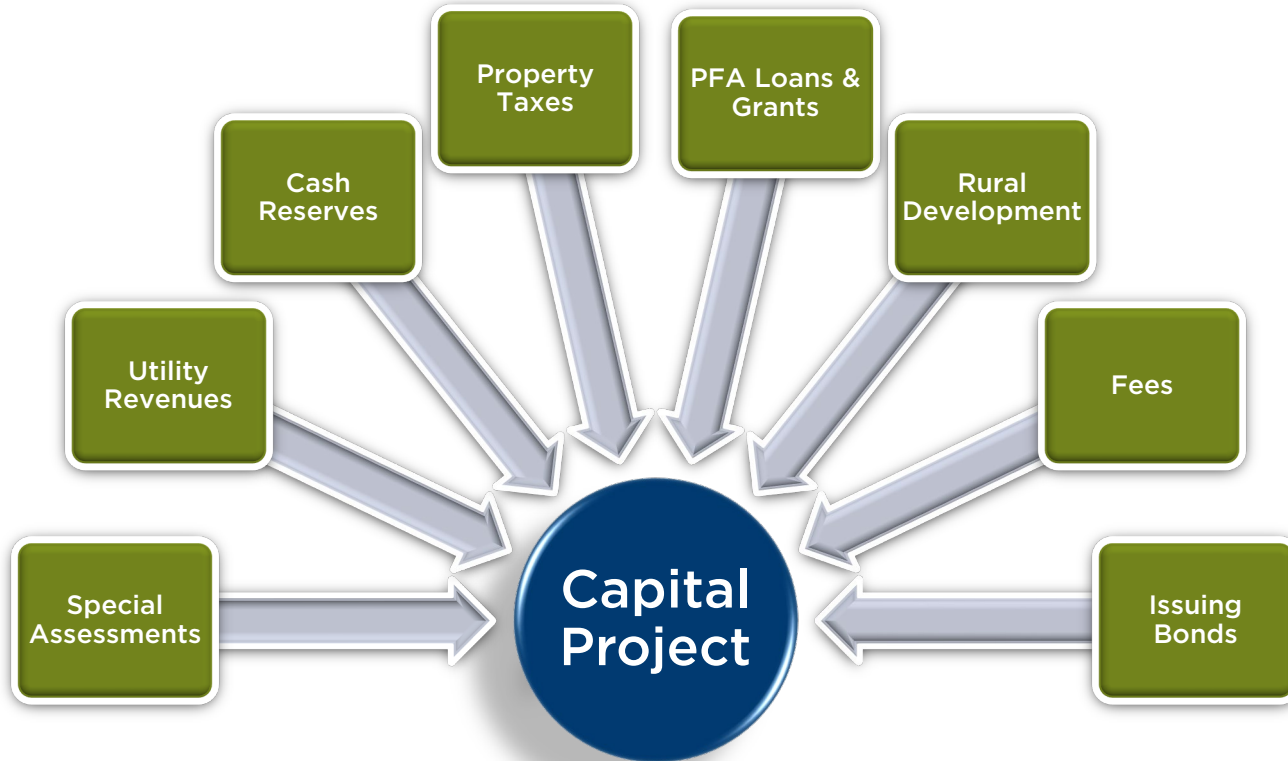 Property
Taxes
PFA Loans &
Grants
Cash
Reserves
Rural
Development
Utility
Revenues
Fees
Special
Assessments
Capital
Project
Issuing
Bonds